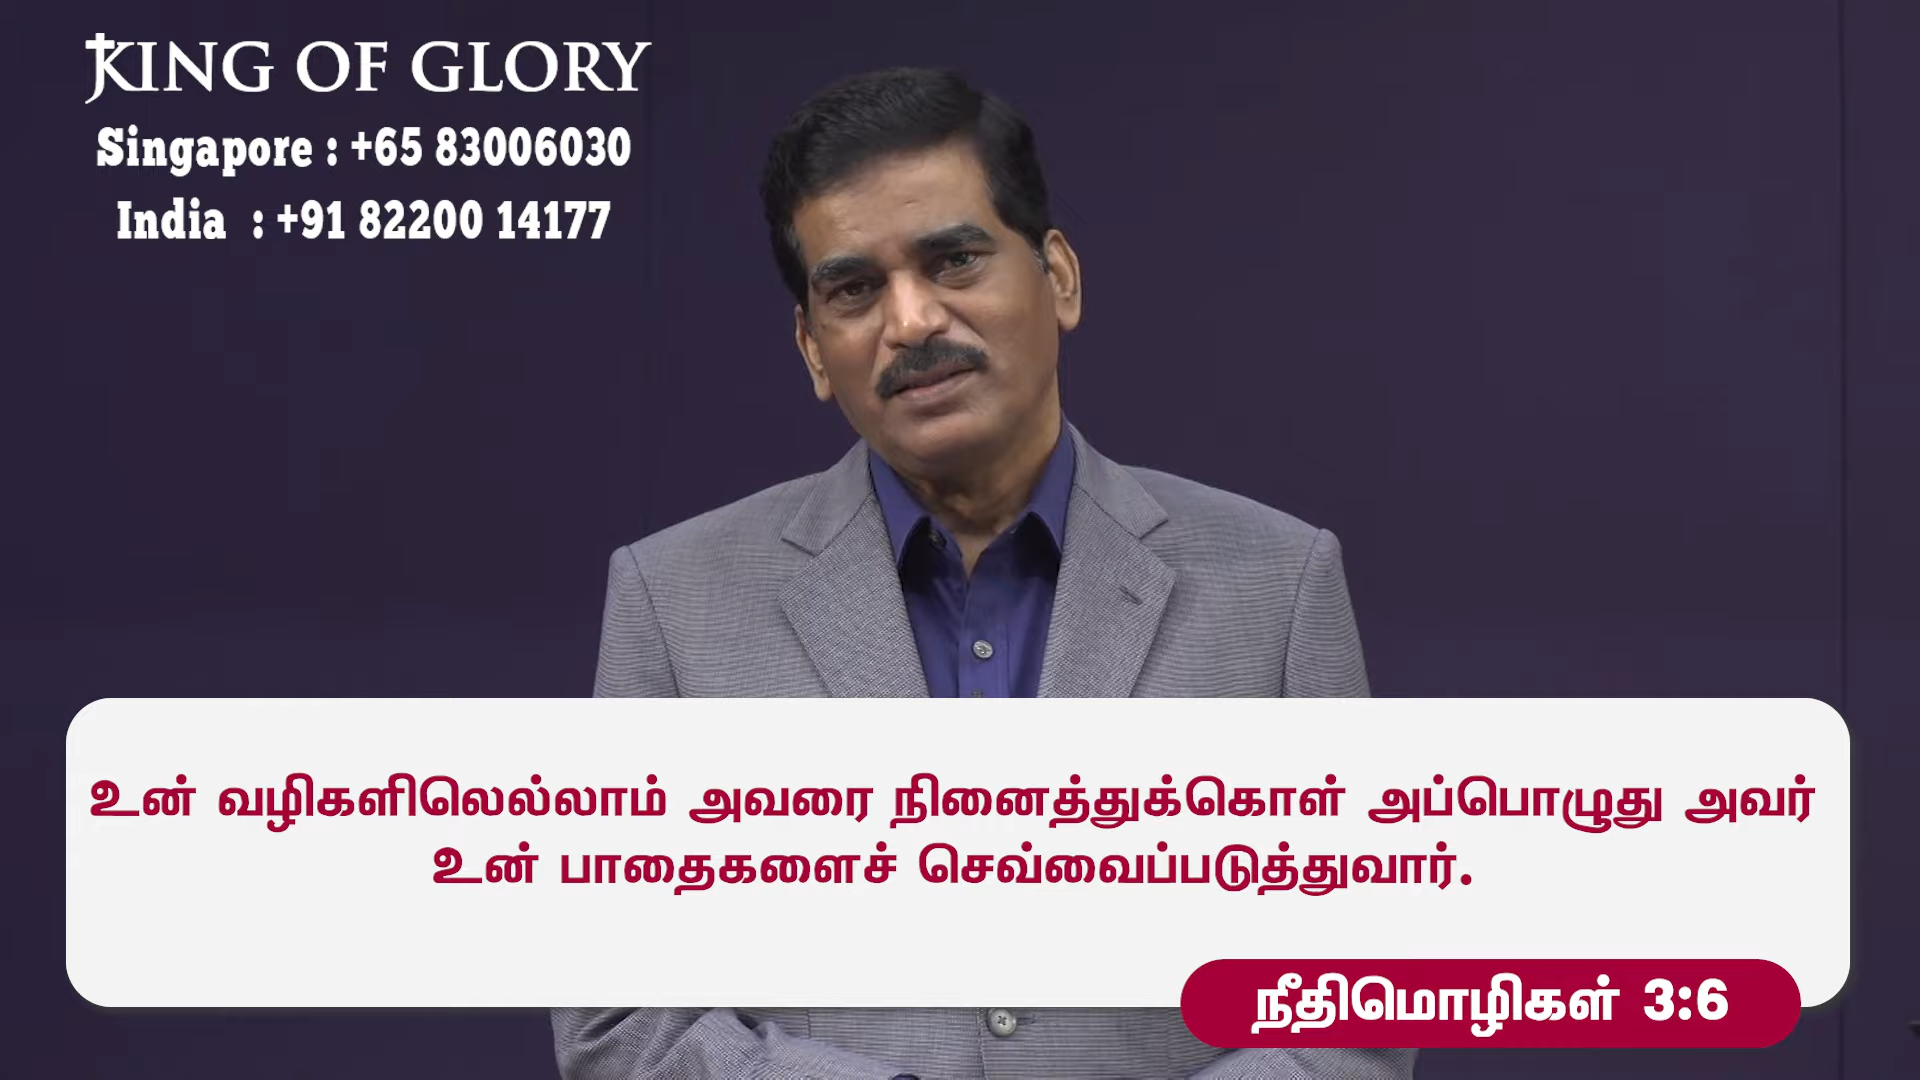 KING OF GLORY
Singapore : +65 83006030
India : +91 82200 14177
உன் வழிகளிலெல்லாம் அவரை நினைத்துக்கொள் அப்பொழுது அவர்
உன் பாதைகளைச் செவ்வைப்படுத்துவார்.
நீதிமொழிகள் 3:6